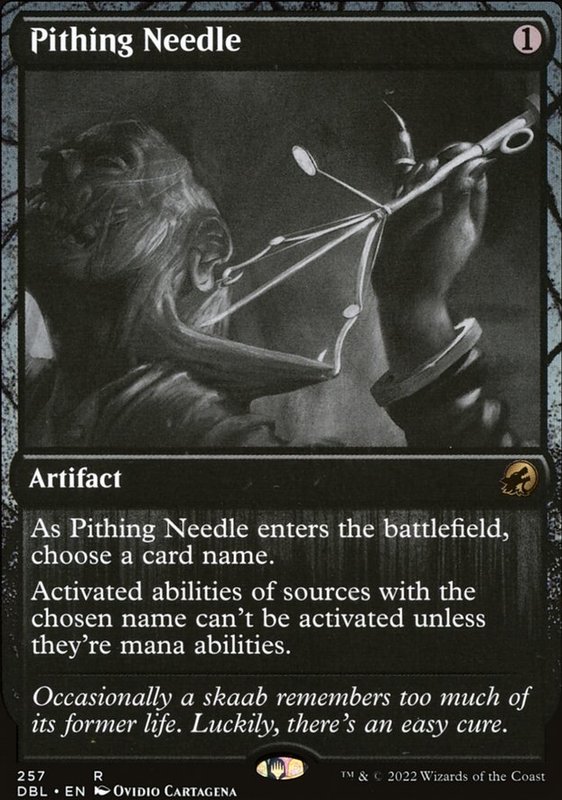 Pithing Needle
1
Artifact
As Pithing Needle enters the battlefield,
choose a card name.
Activated abilities of sources with the
chosen name can't be activated unless
they're mana abilities.
Occasionally a skaab remembers too much of
its former life. Luckily, there's an easy cure.
257 R
DBL • EN Ovidio Cartagena
™ & © 2022 Wizards of the Coast